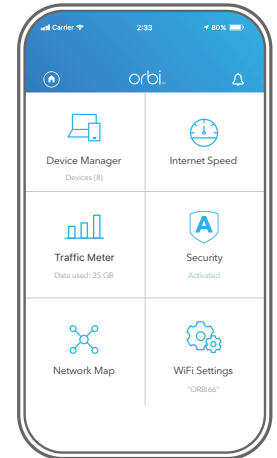 Carrier 2:33 80%
orbi
Device Manager Internet Speed
Devices (8)
Traffic Meter Security
Data used: 35 GB Activated
Network Map WiFi Settings
"ORBI66"